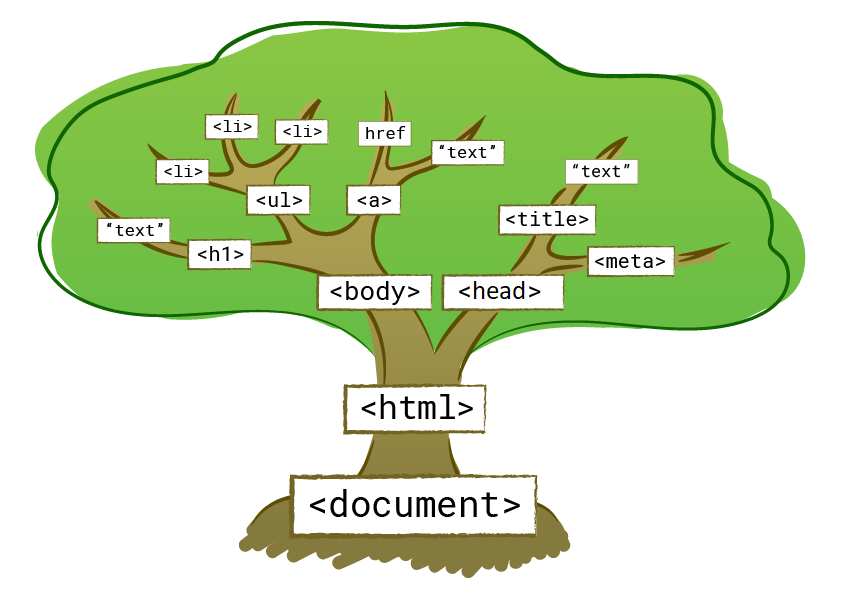 <li>
<li>
href
"text"
<li>
"text"
<ul>
<a>
<title>
"text"
<h1>
<meta>
<body>
<head>
<html>
<document>